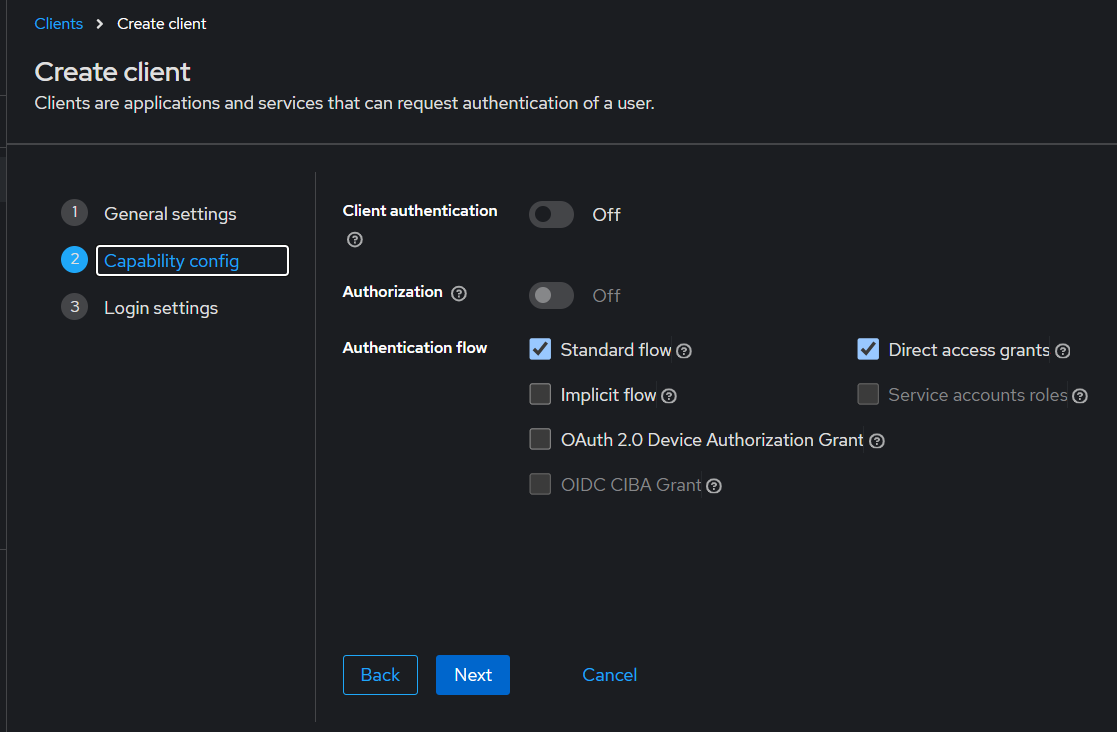 Clients > Create client
Create client
Clients are applications and services that can request authentication of a user.
1 General settings
2 Capability config
3 Login settings
Client authentication Off
Authorization Off
Authentication flow Standard flow Direct access grants
Implicit flow Service accounts roles
OAuth 2.0 Device Authorization Grant
OIDC CIBA Grant
Back Next Cancel